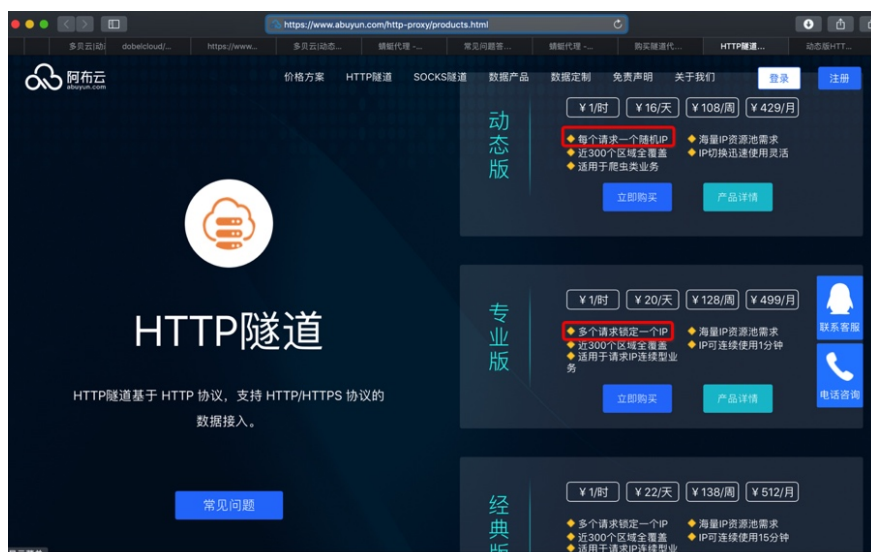 https://www.abuyun.com/http-proxy/products.html
多贝云|动态
dobelcloud/...
https://www...
多贝云|动态...
蜻蜓代理 -...
常见问题答...
蜻蜓代理 -...
购买隧道代...
HTTP隧道...
动态版HTT...
阿布云
abuyun.com
价格方案 HTTP隧道 SOCKS隧道 数据产品 数据定制 免责声明 关于我们 登录 注册
HTTP隧道
HTTP隧道基于 HTTP 协议，支持 HTTP/HTTPS 协议的
数据接入。
常见问题
动态版
¥ 1/时 ¥ 16/天 ¥ 108/周 ¥ 429/月
每个请求一个随机IP 海量IP资源池需求
近300个区域全覆盖 IP切换迅速使用灵活
适用于爬虫类业务
立即购买 产品详情
专业版
¥ 1/时 ¥ 20/天 ¥ 128/周 ¥ 499/月
多个请求锁定一个IP 海量IP资源池需求
近300个区域全覆盖 IP可连续使用1分钟
适用于请求IP连续型业
务
立即购买 产品详情
经典版
¥ 1/时 ¥ 22/天 ¥ 138/周 ¥ 512/月
多个请求锁定一个IP 海量IP资源池需求
近300个区域全覆盖 IP可连续使用15分钟
适用于请求IP连续型业
联系客服
电话咨询